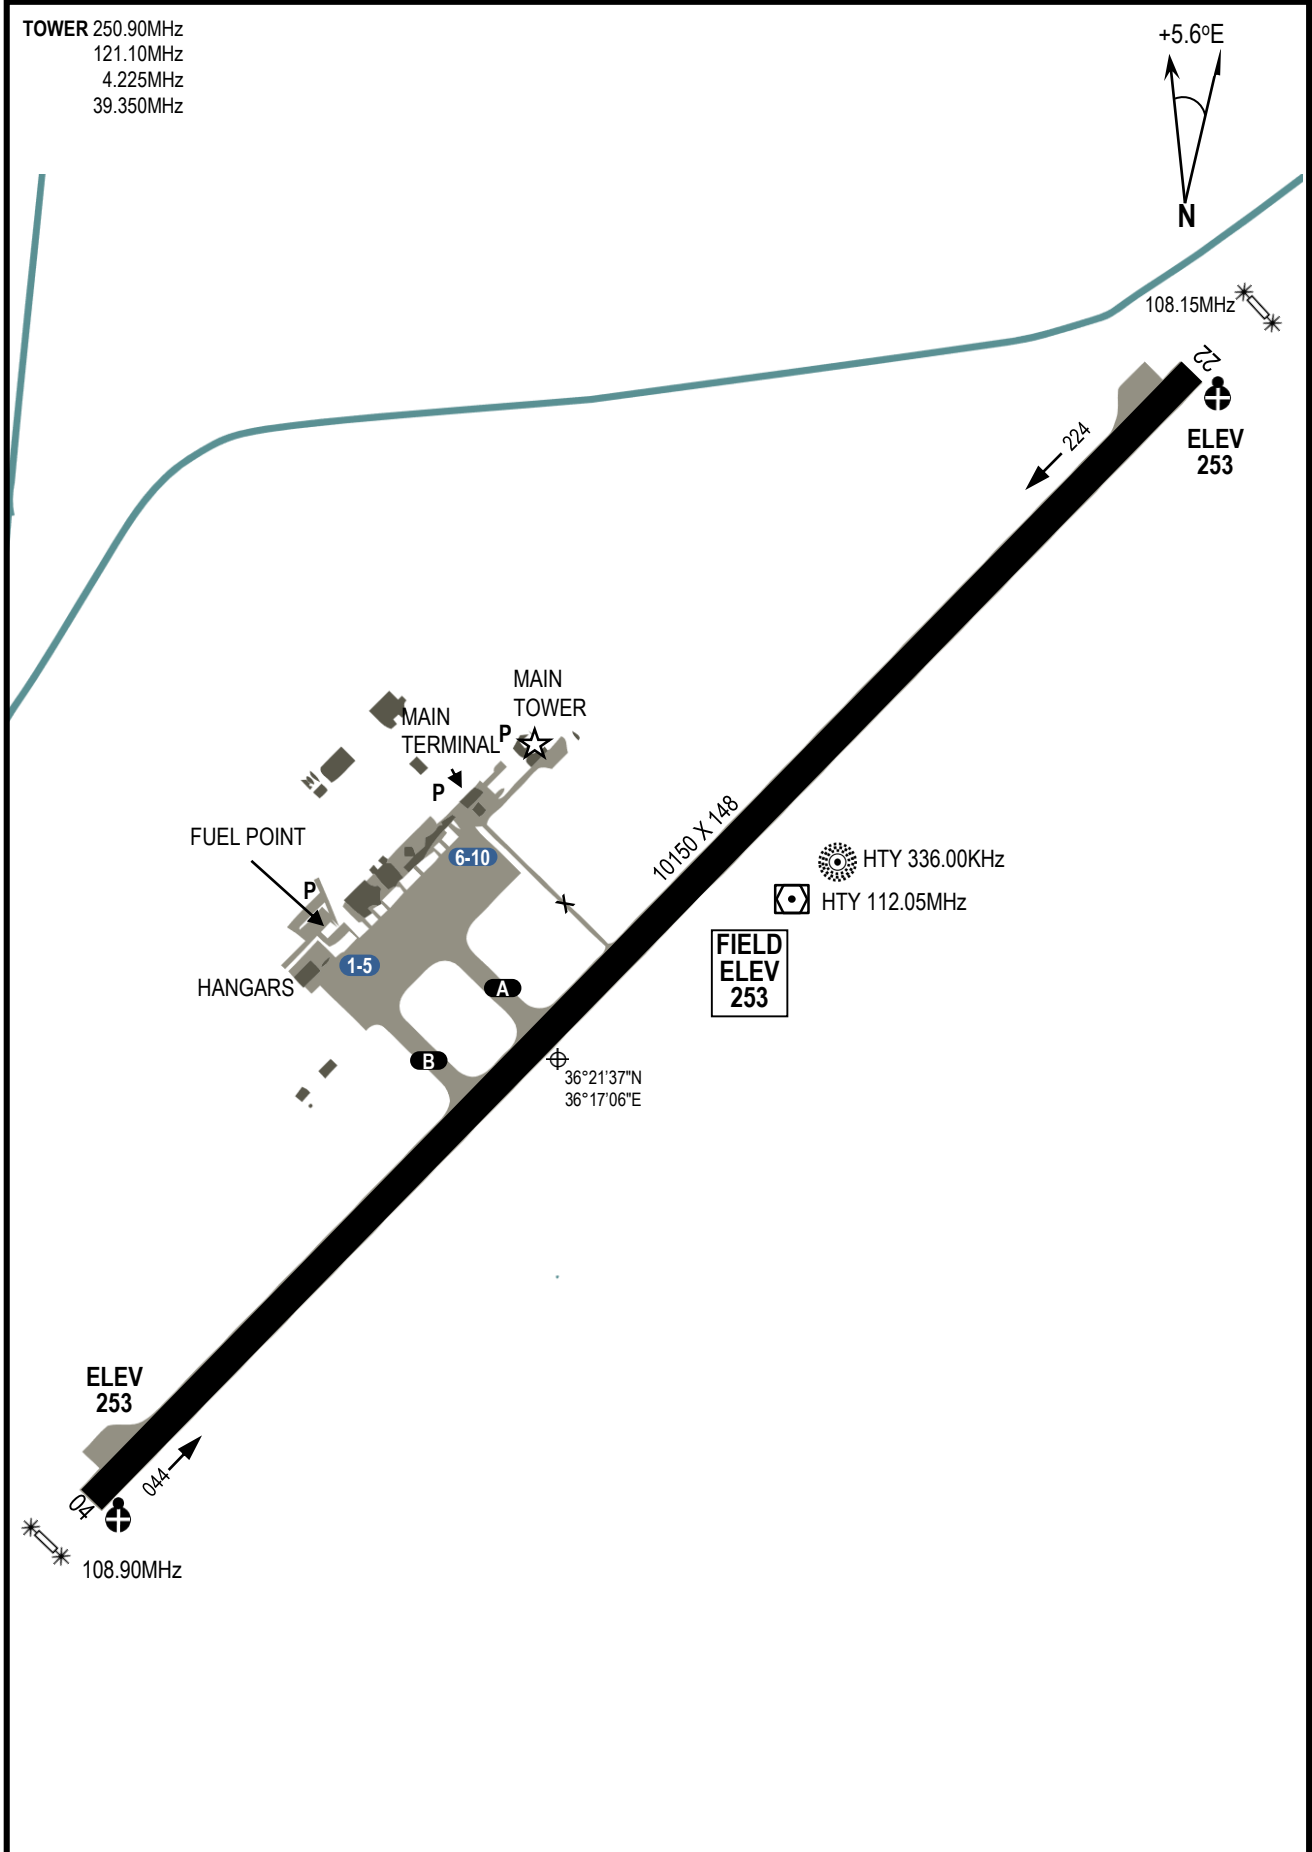 TOWER 250.90MHz
121.10MHz
4.225MHz
39.350MHz
+5.6ºE
N
108.15MHz
22
224
ELEV
253
MAIN
TOWER
MAIN
TERMINAL
P
P
10150 X 148
FUEL POINT
6-10
HTY 336.00KHz
P
X
HTY 112.05MHz
FIELD
ELEV
253
1-5
HANGARS
A
B
36°21'37"N
36°17'06"E
ELEV
253
044
04
108.90MHz